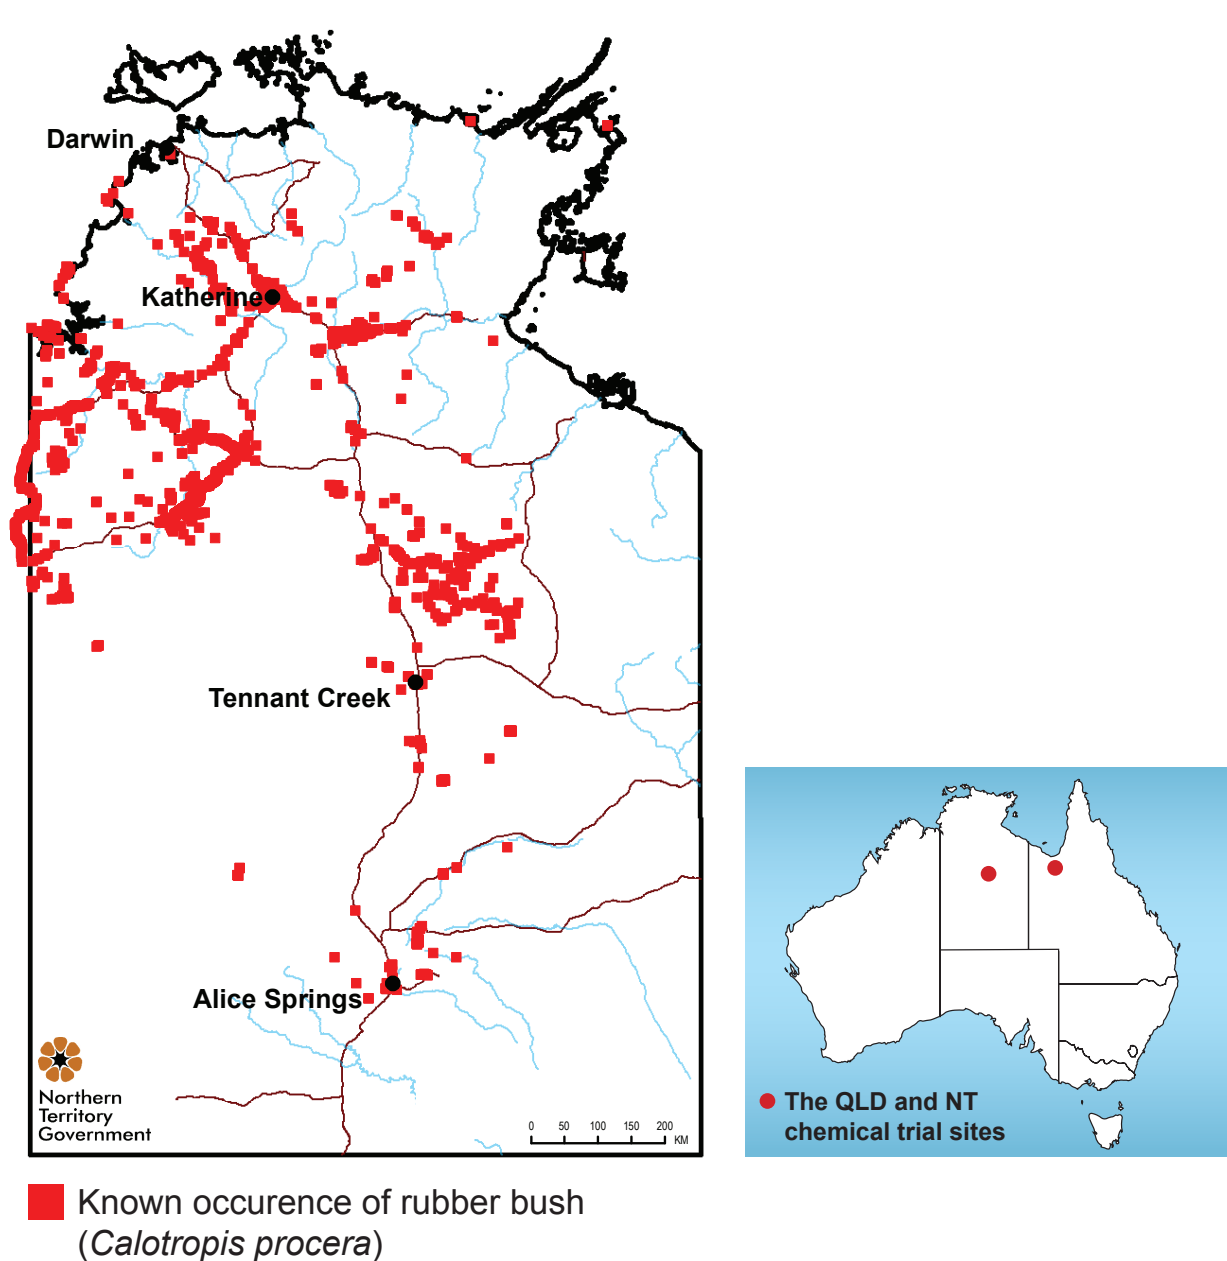 Darwin
Katherine
Tennant Creek
Alice Springs
Northern
Territory
Government
0 50 100 150 200
KM
The QLD and NT
chemical trial sites
Known occurence of rubber bush
(Calotropis procera)